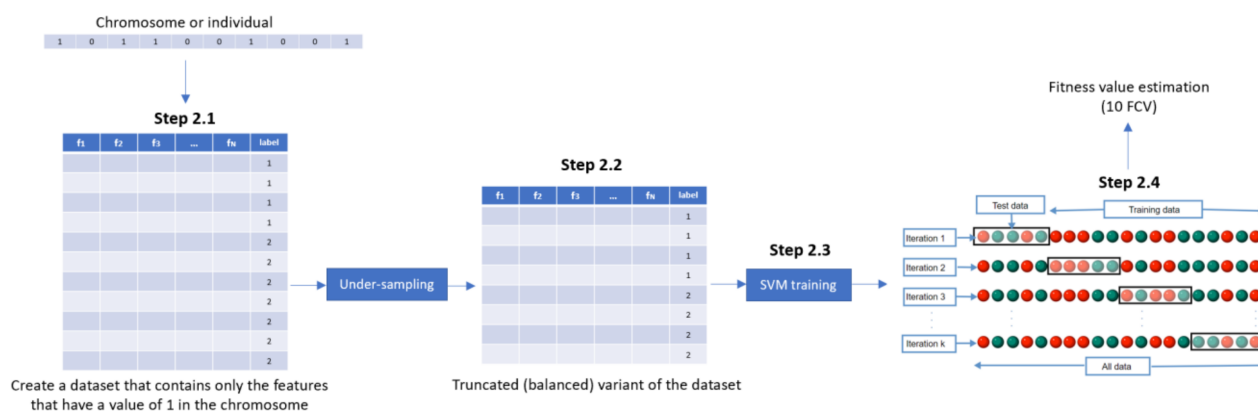 Chromosome or individual
1 0 1 1 0 0 1 0 0 1
Step 2.1
f1 f2 f3 ... fN label
1
1
1
1
2
2
2
2
2
2
2
Create a dataset that contains only the features
that have a value of 1 in the chromosome
Under-sampling
Step 2.2
f1 f2 f3 ... fN label
1
1
1
1
2
2
2
2
Truncated (balanced) variant of the dataset
Step 2.3
SVM training
Fitness value estimation
(10 FCV)
Step 2.4
Test data
Training data
Iteration 1
Iteration 2
Iteration 3
Iteration k
All data